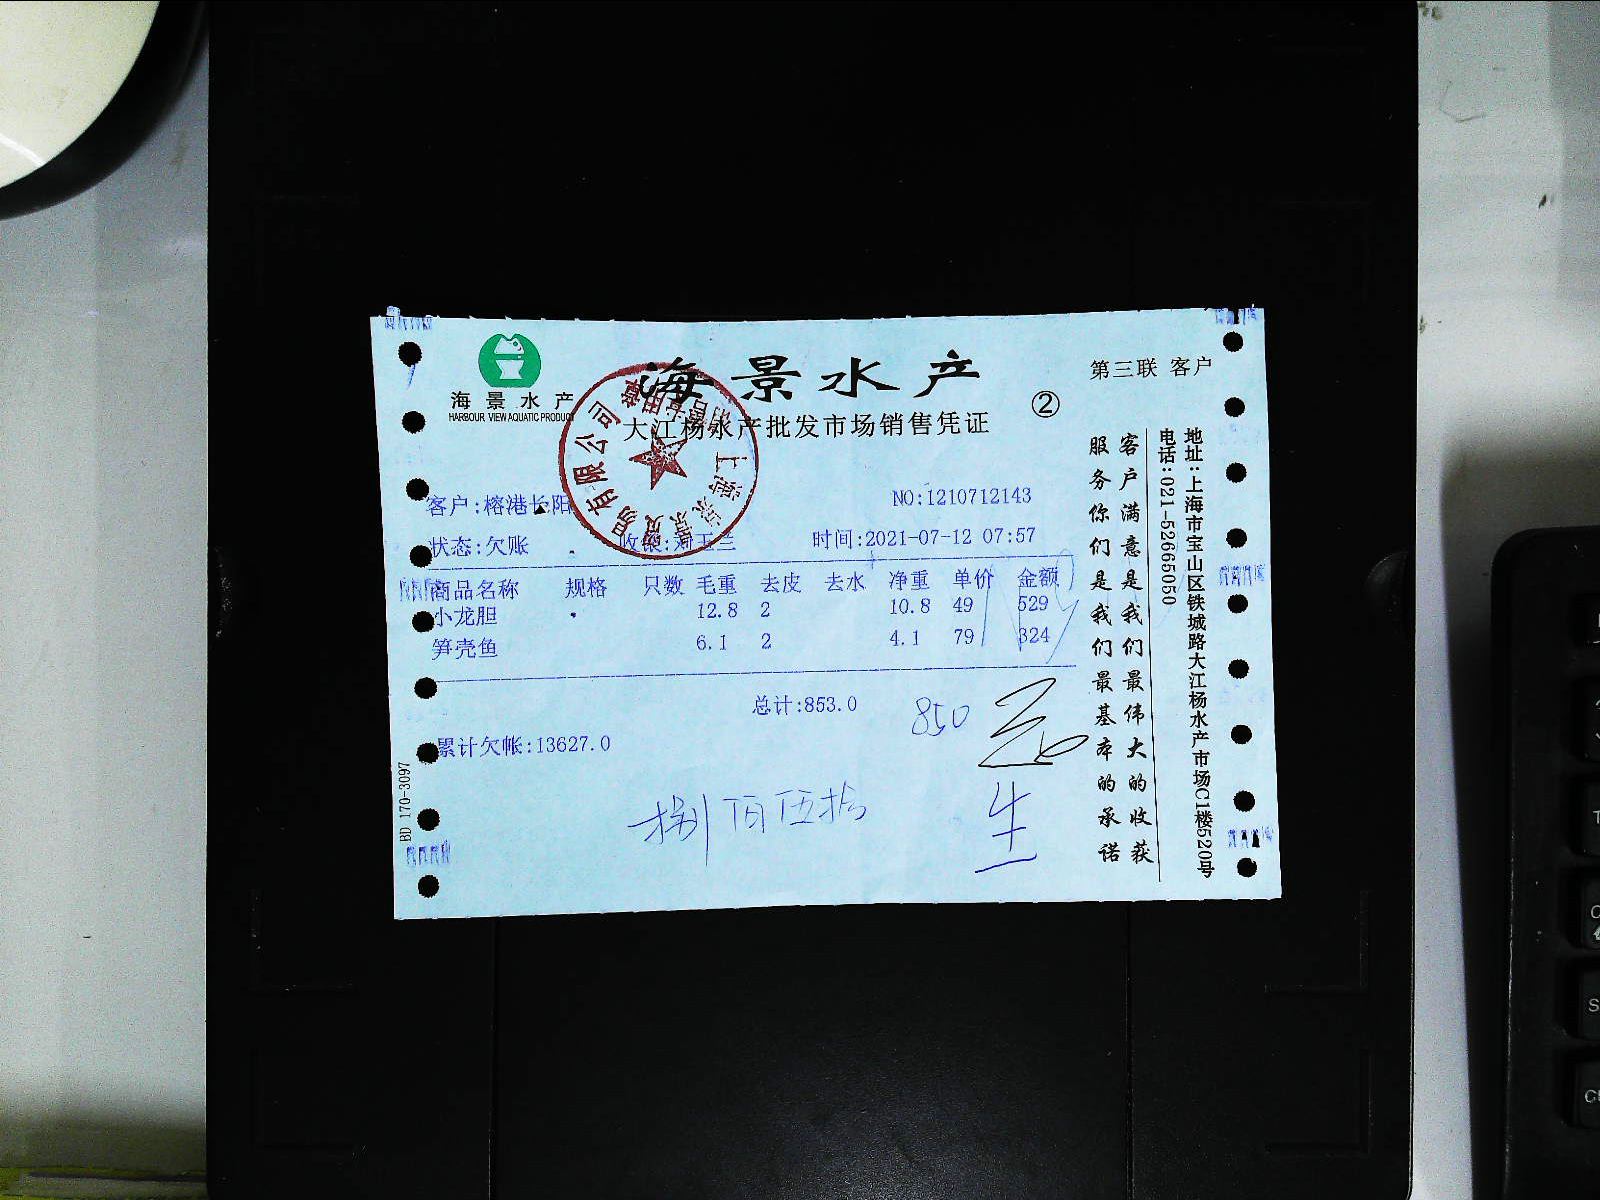 海景水产
HARBOUR VIEW AQUATIC PRODUCT
海景水产
大江杨水产批发市场销售凭证
②
第三联 客户
客户:榕港长阳
NO:1210712143
状态:欠账
时间:2021-07-12 07:57
商品名称 规格 只数 毛重 去皮 去水 净重 单价 金额
小龙胆 12.8 2 10.8 49 529
笋壳鱼 6.1 2 4.1 79 324
总计:853.0
850
累计欠帐:13627.0
捌佰伍拾
生
BD 170-3097
客户满意是我们最伟大的收获
服务你们是我们最基本的承诺
地址:上海市宝山区铁城路大江杨水产市场C1楼520号
电话:021-52665050
有限公司